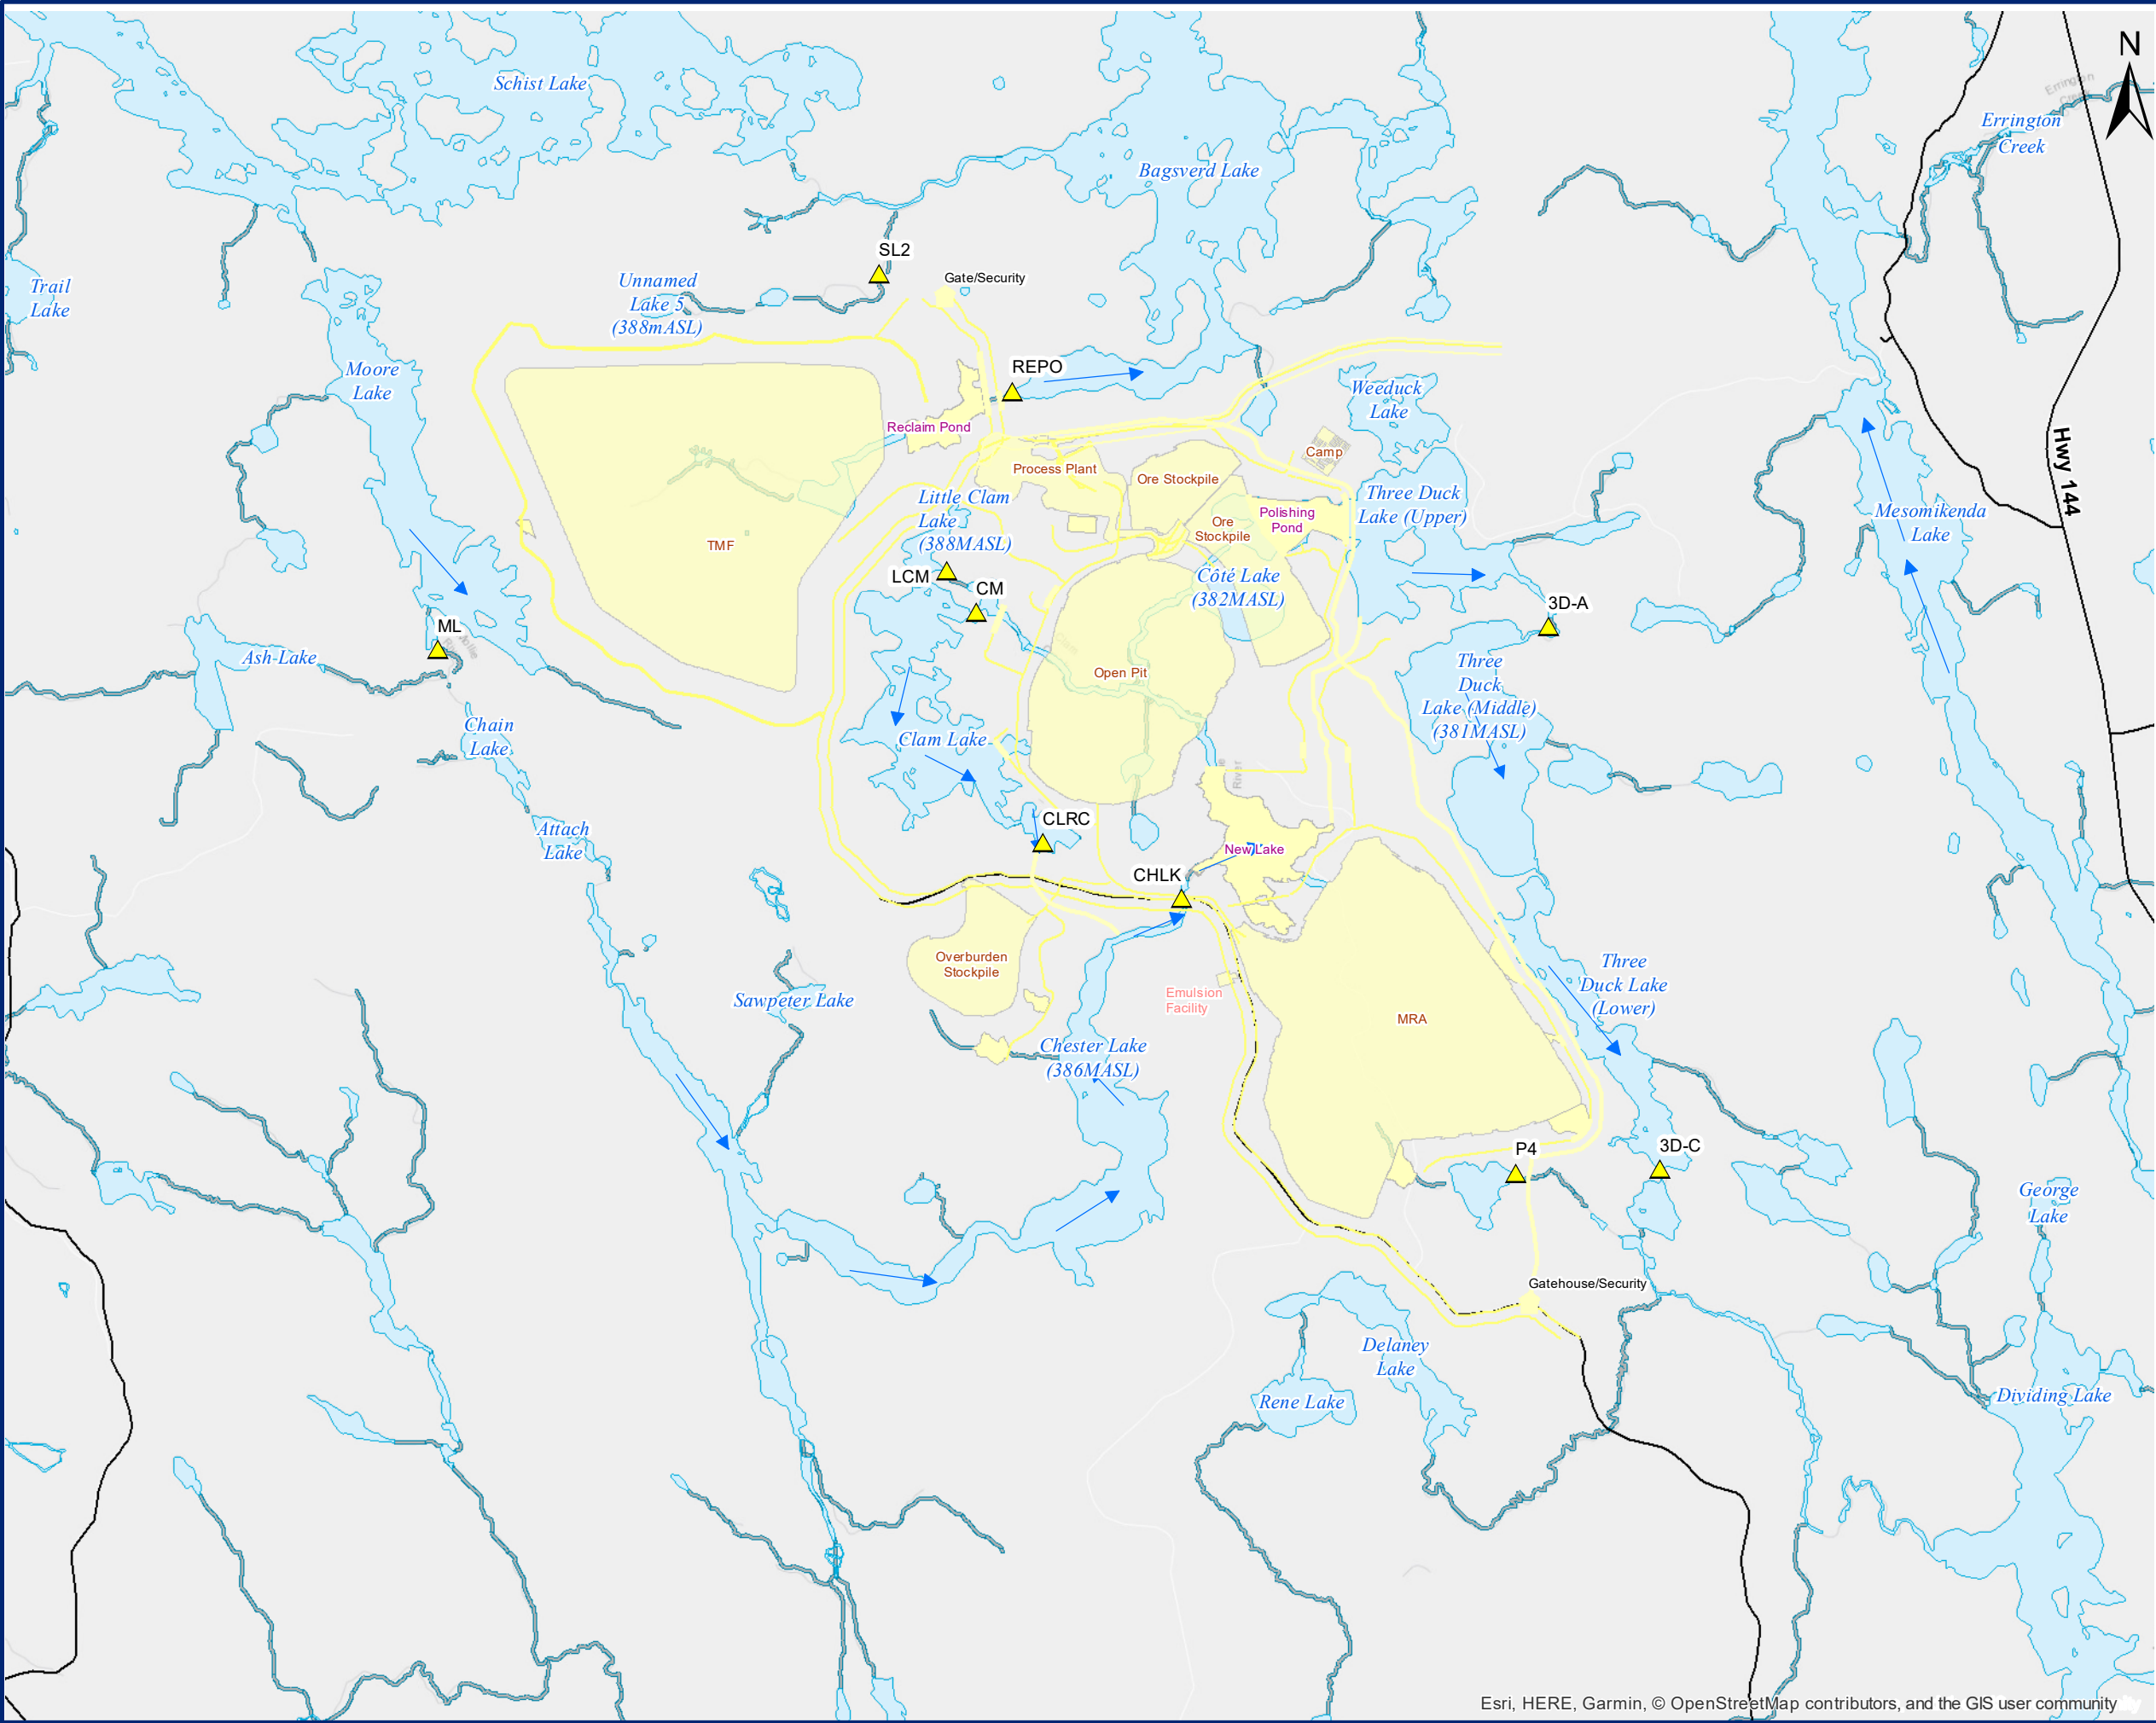 N
Schist Lake
Errington
Creek
Errington
Creek
Bagsverd Lake
SL2
Gate/Security
Trail
Lake
Unnamed
Lake 5
(388mASL)
Moore
Lake
REPO
Weeduck
Lake
Reclaim Pond
Hwy 144
Process Plant
Camp
Ore Stockpile
Little Clam
Lake
(388MASL)
Three Duck
Lake (Upper)
Polishing
Pond
Ore
Stockpile
Mesomikenda
Lake
TMF
LCM
CM
Côté Lake
(382MASL)
3D-A
ML
Ash Lake
Open Pit
Three
Duck
Lake (Middle)
(381MASL)
Chain
Lake
Clam Lake
River
Attach
Lake
CLRC
New Lake
CHLK
Overburden
Stockpile
Three
Duck Lake
(Lower)
Sawpeter Lake
Emulsion
Facility
MRA
Chester Lake
(386MASL)
P4
3D-C
George
Lake
Gatehouse/Security
Delaney
Lake
Rene Lake
Dividing Lake
Esri, HERE, Garmin, © OpenStreetMap contributors, and the GIS user community